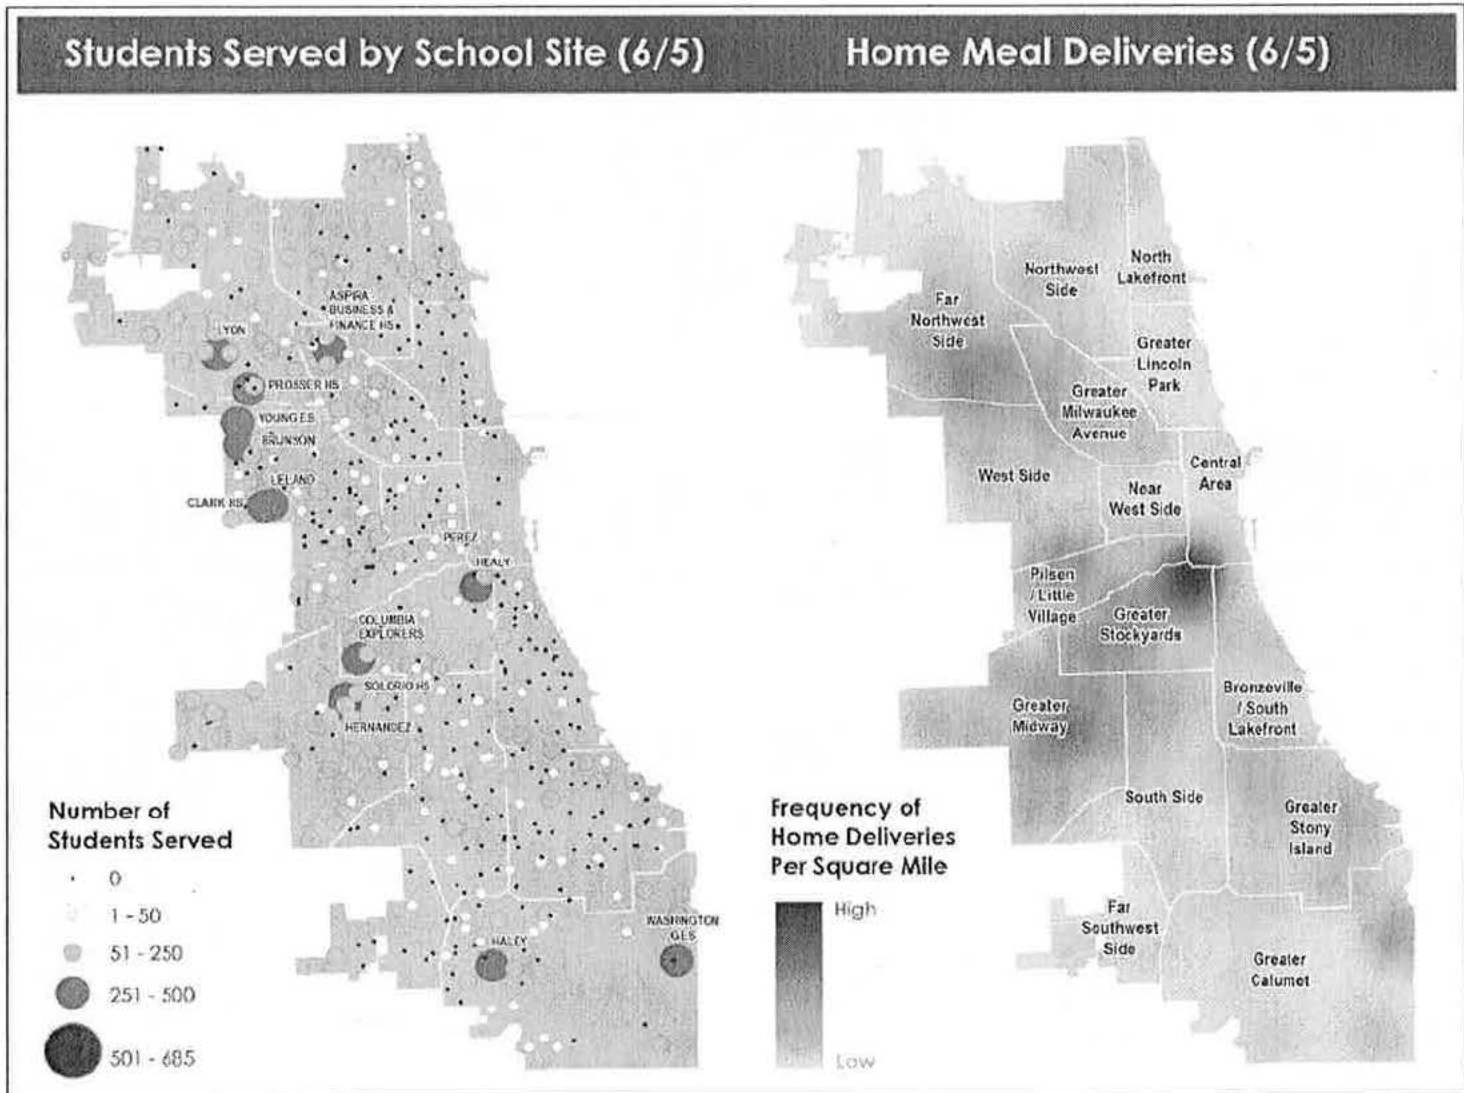 Students Served by School Site (6/5)
Home Meal Deliveries (6/5)
ASPIRA
BUSINESS &
FINANCE HS
LYON
PROSSER HS
YOUNG ES
BRUNSON
LELAND
CLARK HS
PEREZ
HEALY
COLUMBIA
EXPLORERS
SOLORIO HS
HERNANDEZ
HALEY
WASHINGTON
G ES
Number of
Students Served
0
1 - 50
51 - 250
251 - 500
501 - 685
North
Lakefront
Northwest
Side
Far
Northwest
Side
Greater
Lincoln
Park
Greater
Milwaukee
Avenue
West Side
Near
West Side
Central
Area
Pilsen
/ Little
Village
Greater
Stockyards
Greater
Midway
Bronzeville
/ South
Lakefront
South Side
Greater
Stony
Island
Far
Southwest
Side
Greater
Calumet
Frequency of
Home Deliveries
Per Square Mile
High
Low